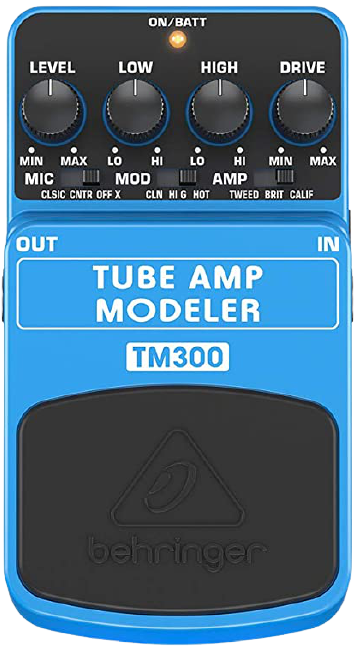 ON/BATT
LEVEL LOW HIGH DRIVE
MIN MAX LO HI LO HI MIN MAX
MIC MOD AMP
CLSIC CNTR OFF X CLN HI G HOT TWEED BRIT CALIF
OUT IN
TUBE AMP
MODELER
TM300
behringer